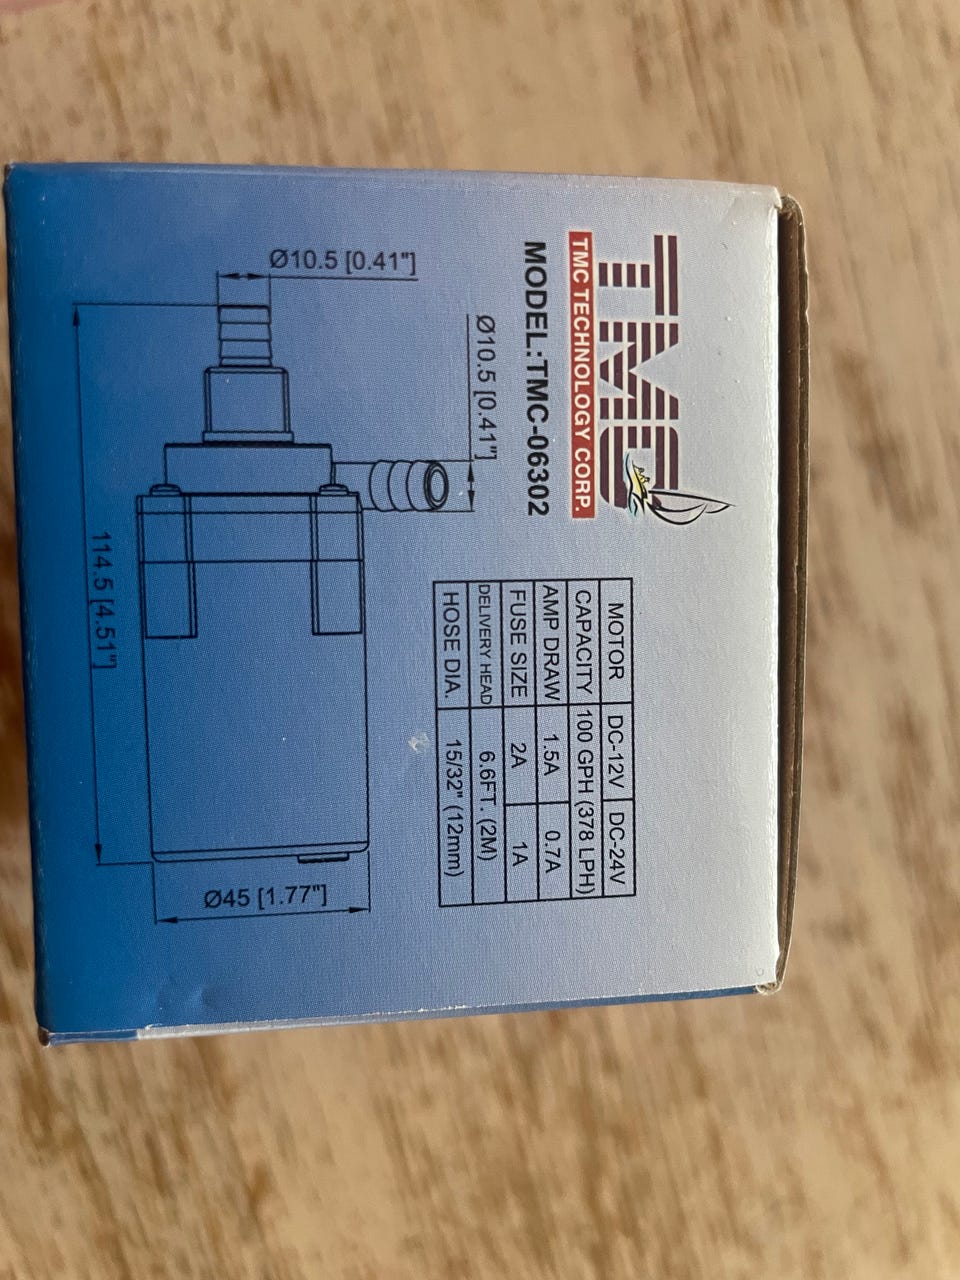 TMC
TMC TECHNOLOGY CORP.
MODEL:TMC-06302
MOTOR DC-12V DC-24V
CAPACITY 100 GPH (378 LPH)
AMP DRAW 1.5A 0.7A
FUSE SIZE 2A 1A
DELIVERY HEAD 6.6FT. (2M)
HOSE DIA. 15/32" (12mm)
Ø10.5 [0.41"]
Ø10.5 [0.41"]
Ø45 [1.77"]
114.5 [4.51"]